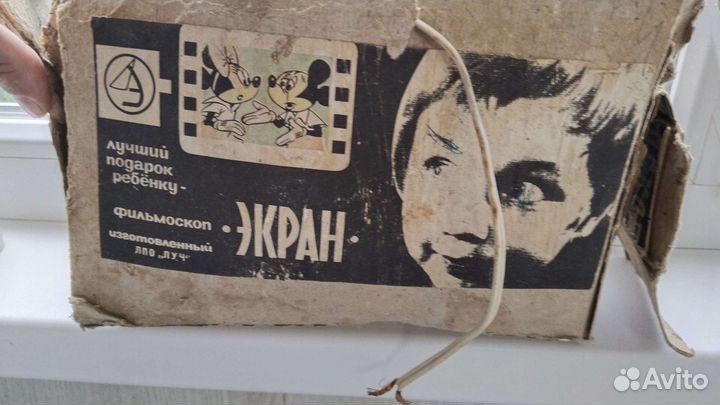 лучший
подарок
ребёнку-
фильмоскоп
изготовленный
ЛПО „ЛУЧ“
·ЭКРАН·
Avito